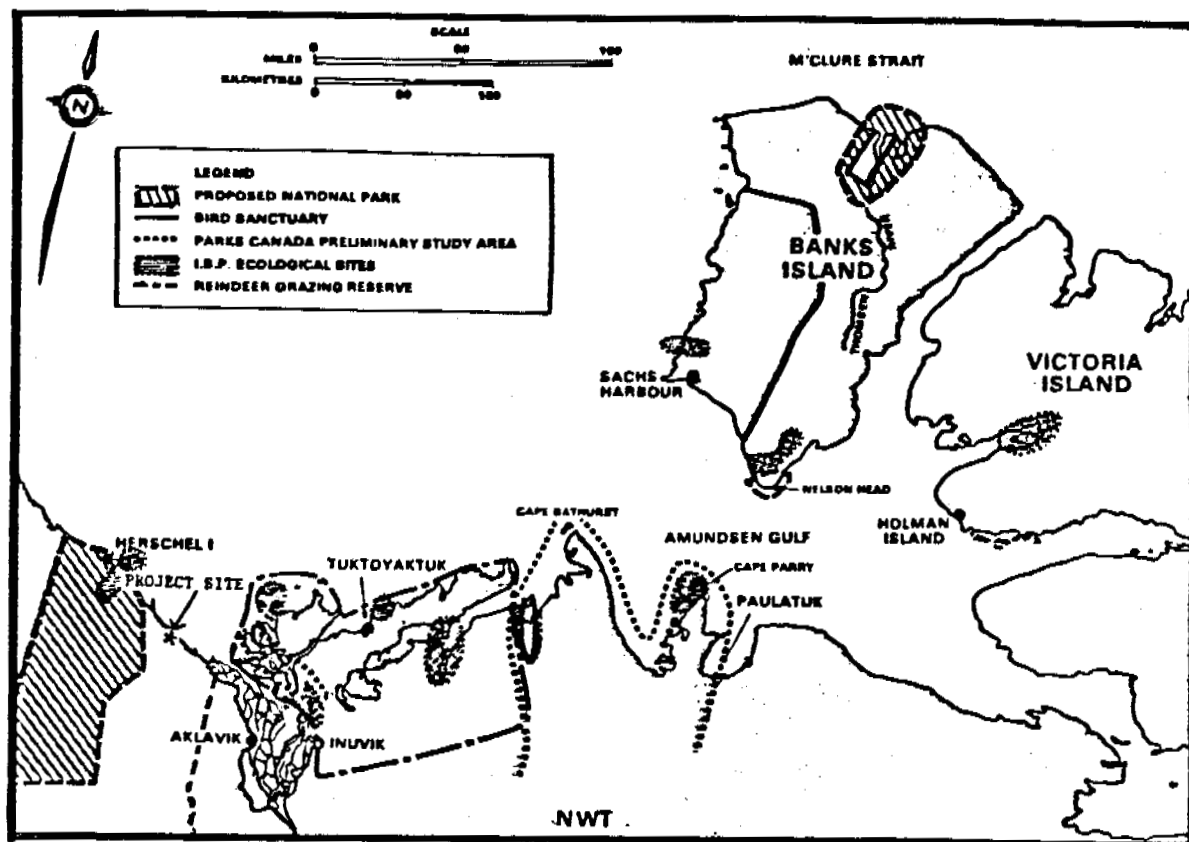 SCALE
0 50 100
MILES
KILOMETRES
0 50 100
N
M'CLURE STRAIT
LEGEND
PROPOSED NATIONAL PARK
BIRD SANCTUARY
PARKS CANADA PRELIMINARY STUDY AREA
I.B.P. ECOLOGICAL SITES
REINDEER GRAZING RESERVE
BANKS
ISLAND
THOMSEN
VICTORIA
ISLAND
SACHS
HARBOUR
NELSON HEAD
CAPE BATHURST
AMUNDSEN GULF
HOLMAN
ISLAND
HERSCHEL I
PROJECT SITE
TUKTOYAKTUK
CAPE PARRY
PAULATUK
AKLAVIK
INUVIK
NWT